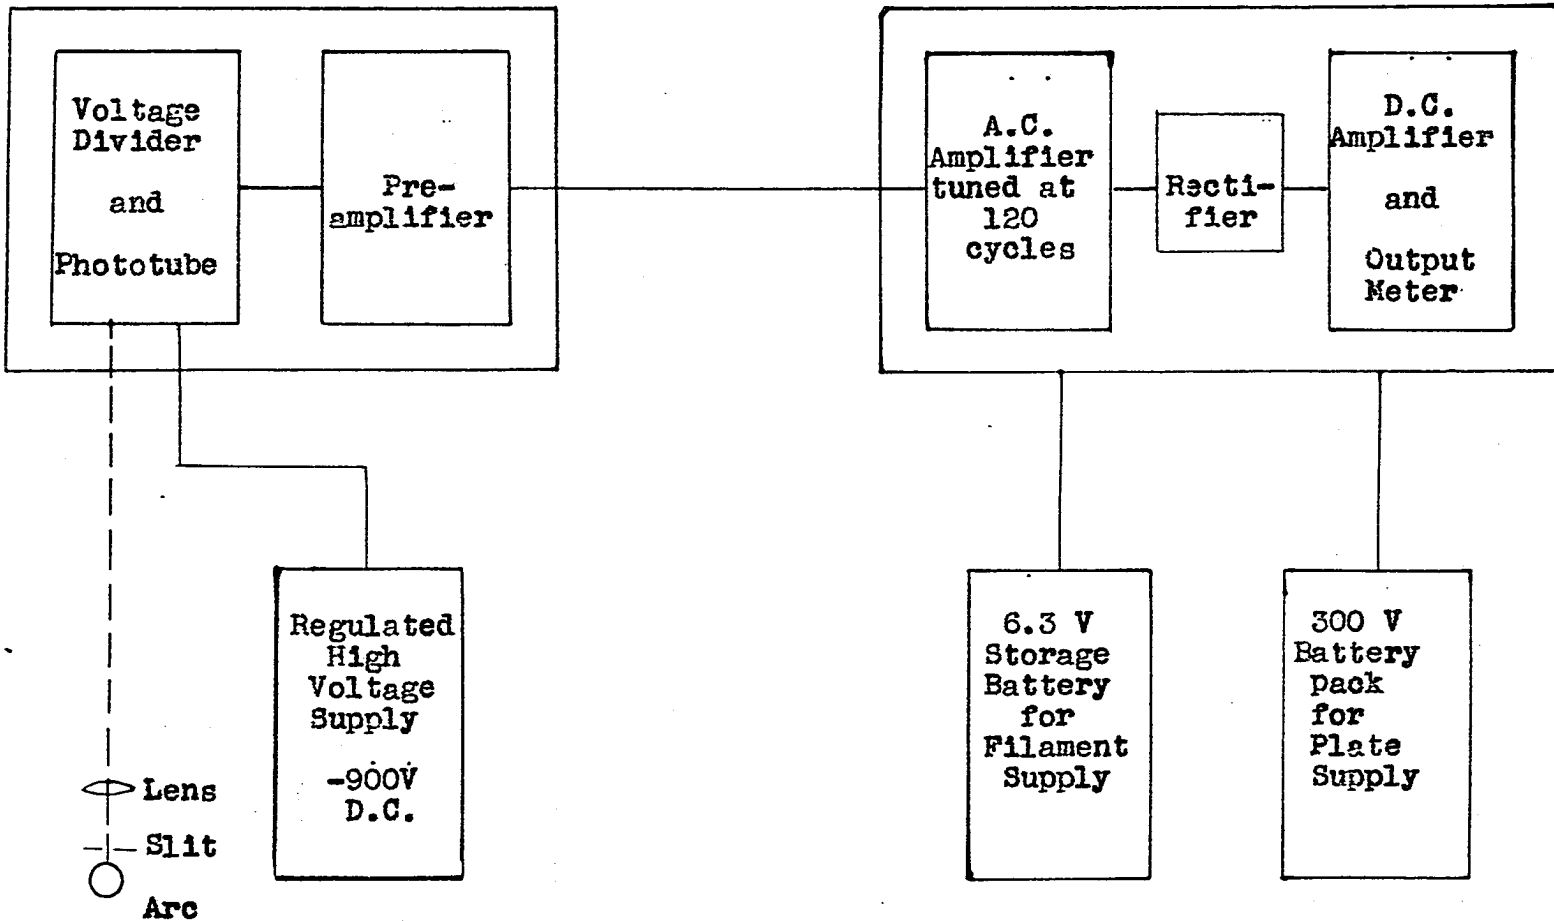 Voltage
Divider
and
Phototube
Pre-
amplifier
A.C.
Amplifier
tuned at
120
cycles
Recti-
fier
D.C.
Amplifier
and
Output
Meter
Regulated
High
Voltage
Supply
-900V
D.C.
6.3 V
Storage
Battery
for
Filament
Supply
300 V
Battery
pack
for
Plate
Supply
Lens
Slit
Arc